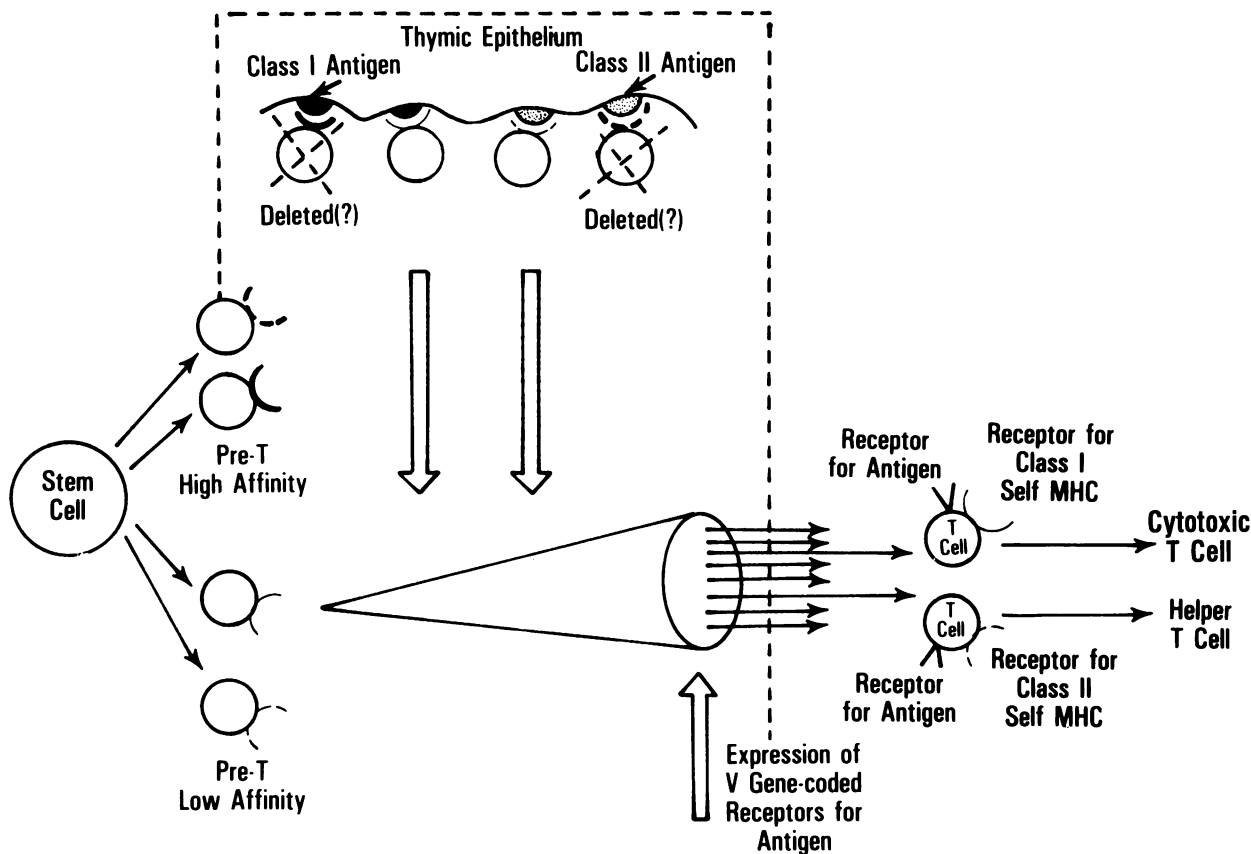 Thymic Epithelium
Class I Antigen
Class II Antigen
Deleted(?)
Deleted(?)
Pre-T
High Affinity
Stem
Cell
Pre-T
Low Affinity
Receptor
for Antigen
Receptor for
Class I
Self MHC
T
Cell
Cytotoxic
T Cell
T
Cell
Helper
T Cell
Receptor
for Antigen
Receptor for
Class II
Self MHC
Expression of
V Gene-coded
Receptors for
Antigen